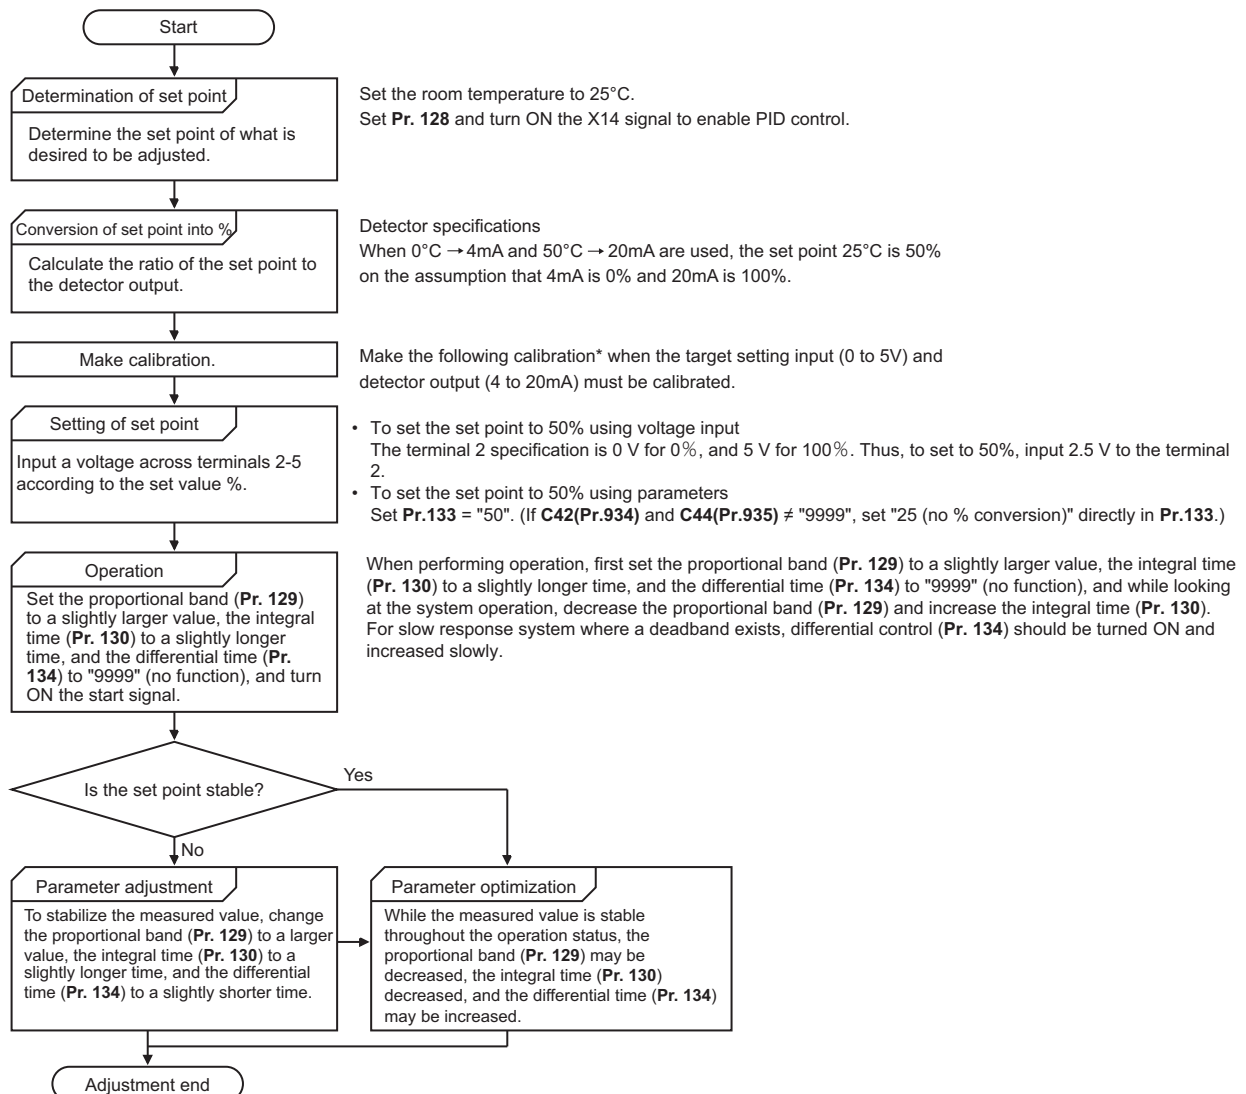 Start
Determination of set point
Determine the set point of what is
desired to be adjusted.
Set the room temperature to 25°C.
Set Pr. 128 and turn ON the X14 signal to enable PID control.
Conversion of set point into %
Calculate the ratio of the set point to
the detector output.
Detector specifications
When 0°C → 4mA and 50°C → 20mA are used, the set point 25°C is 50%
on the assumption that 4mA is 0% and 20mA is 100%.
Make calibration.
Make the following calibration* when the target setting input (0 to 5V) and
detector output (4 to 20mA) must be calibrated.
Setting of set point
Input a voltage across terminals 2-5
according to the set value %.
• To set the set point to 50% using voltage input
The terminal 2 specification is 0 V for 0%, and 5 V for 100%. Thus, to set to 50%, input 2.5 V to the terminal
2.
• To set the set point to 50% using parameters
Set Pr.133 = "50". (If C42(Pr.934) and C44(Pr.935) ≠ "9999", set "25 (no % conversion)" directly in Pr.133.)
Operation
Set the proportional band (Pr. 129)
to a slightly larger value, the integral
time (Pr. 130) to a slightly longer
time, and the differential time (Pr.
134) to "9999" (no function), and turn
ON the start signal.
When performing operation, first set the proportional band (Pr. 129) to a slightly larger value, the integral time
(Pr. 130) to a slightly longer time, and the differential time (Pr. 134) to "9999" (no function), and while looking
at the system operation, decrease the proportional band (Pr. 129) and increase the integral time (Pr. 130).
For slow response system where a deadband exists, differential control (Pr. 134) should be turned ON and
increased slowly.
Is the set point stable?
Yes
No
Parameter adjustment
To stabilize the measured value, change
the proportional band (Pr. 129) to a larger
value, the integral time (Pr. 130) to a
slightly longer time, and the differential
time (Pr. 134) to a slightly shorter time.
Parameter optimization
While the measured value is stable
throughout the operation status, the
proportional band (Pr. 129) may be
decreased, the integral time (Pr. 130)
decreased, and the differential time (Pr. 134)
may be increased.
Adjustment end